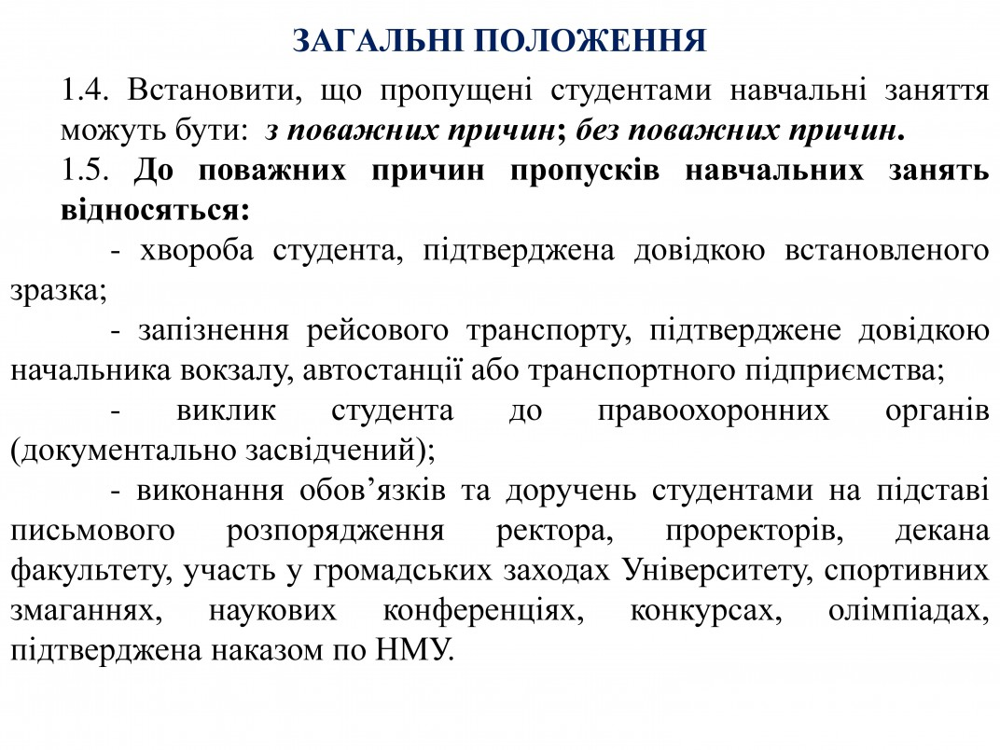 ЗАГАЛЬНІ ПОЛОЖЕННЯ
1.4. Встановити, що пропущені студентами навчальні заняття
можуть бути: з поважних причин; без поважних причин.
1.5. До поважних причин пропусків навчальних занять
відносяться:
- хвороба студента, підтверджена довідкою встановленого
зразка;
- запізнення рейсового транспорту, підтверджене довідкою
начальника вокзалу, автостанції або транспортного підприємства;
- виклик студента до правоохоронних органів
(документально засвідчений);
- виконання обов’язків та доручень студентами на підставі
письмового розпорядження ректора, проректорів, декана
факультету, участь у громадських заходах Університету, спортивних
змаганнях, наукових конференціях, конкурсах, олімпіадах,
підтверджена наказом по НМУ.